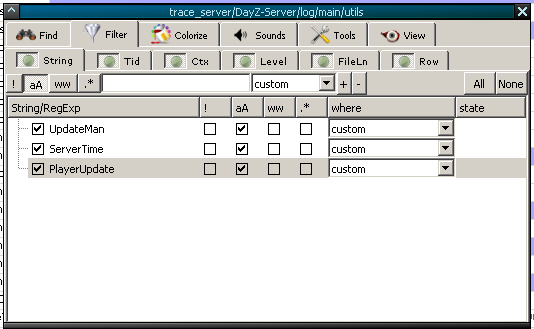 trace_server/DayZ-Server/log/main/utils
Find Filter Colorize Sounds Tools View
String Tid Ctx Level FileLn Row
! aA ww .* custom + - All None
String/RegExp ! aA ww .* where state
UpdateMan custom
ServerTime custom
PlayerUpdate custom